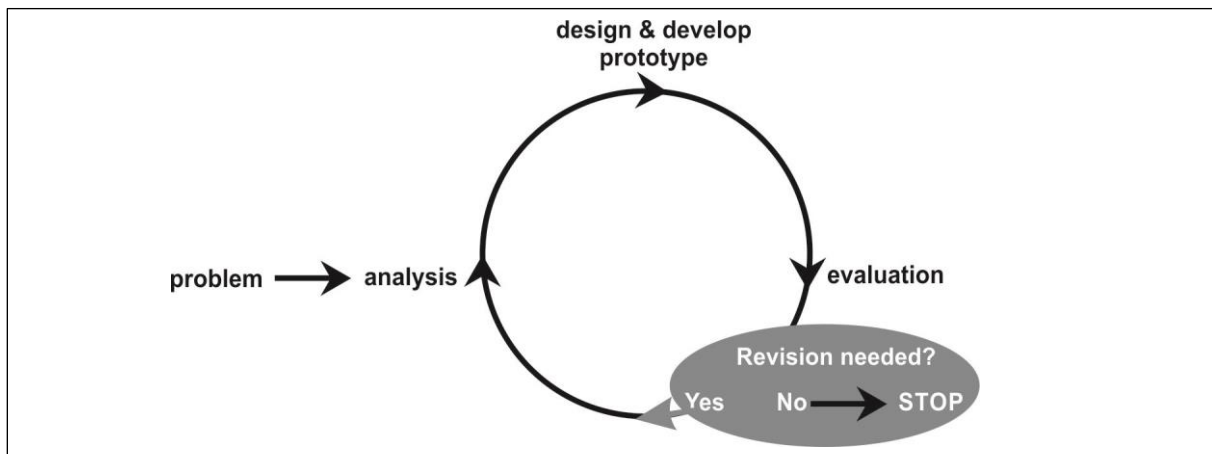 design & develop
prototype
problem
analysis
evaluation
Revision needed?
Yes
No
STOP